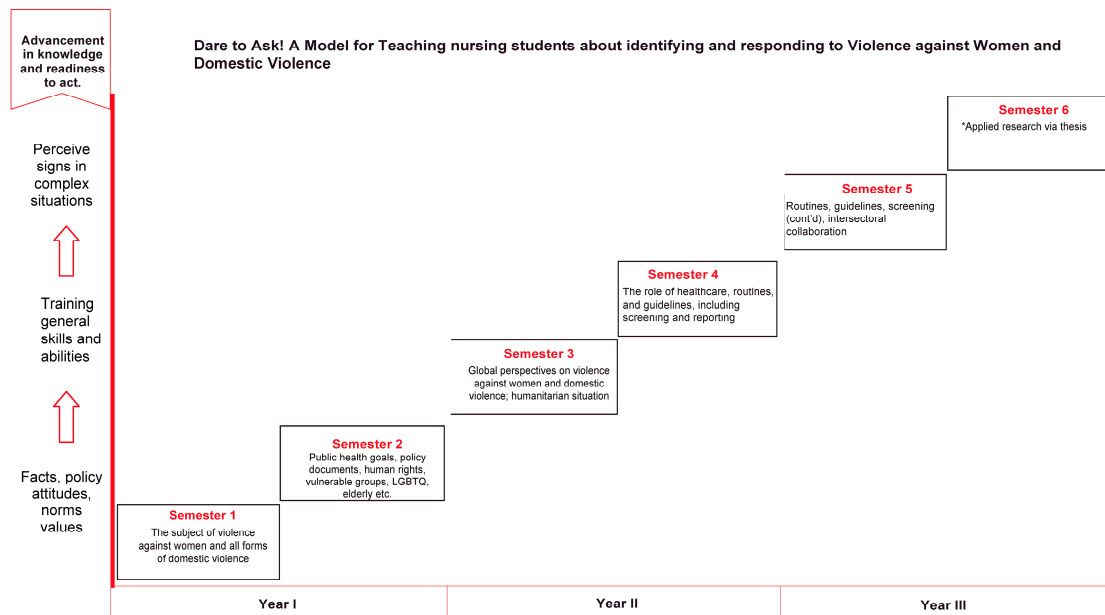 Advancement
in knowledge
and readiness
to act.
Dare to Ask! A Model for Teaching nursing students about identifying and responding to Violence against Women and
Domestic Violence
Perceive
signs in
complex
situations
Training
general
skills and
abilities
Facts, policy
attitudes,
norms
values
Semester 6
*Applied research via thesis
Semester 5
Routines, guidelines, screening
(cont'd), intersectoral
collaboration
Semester 4
The role of healthcare, routines,
and guidelines, including
screening and reporting
Semester 3
Global perspectives on violence
against women and domestic
violence; humanitarian situation
Semester 2
Public health goals, policy
documents, human rights,
vulnerable groups, LGBTQ,
elderly etc.
Semester 1
The subject of violence
against women and all forms
of domestic violence
Year I
Year II
Year III